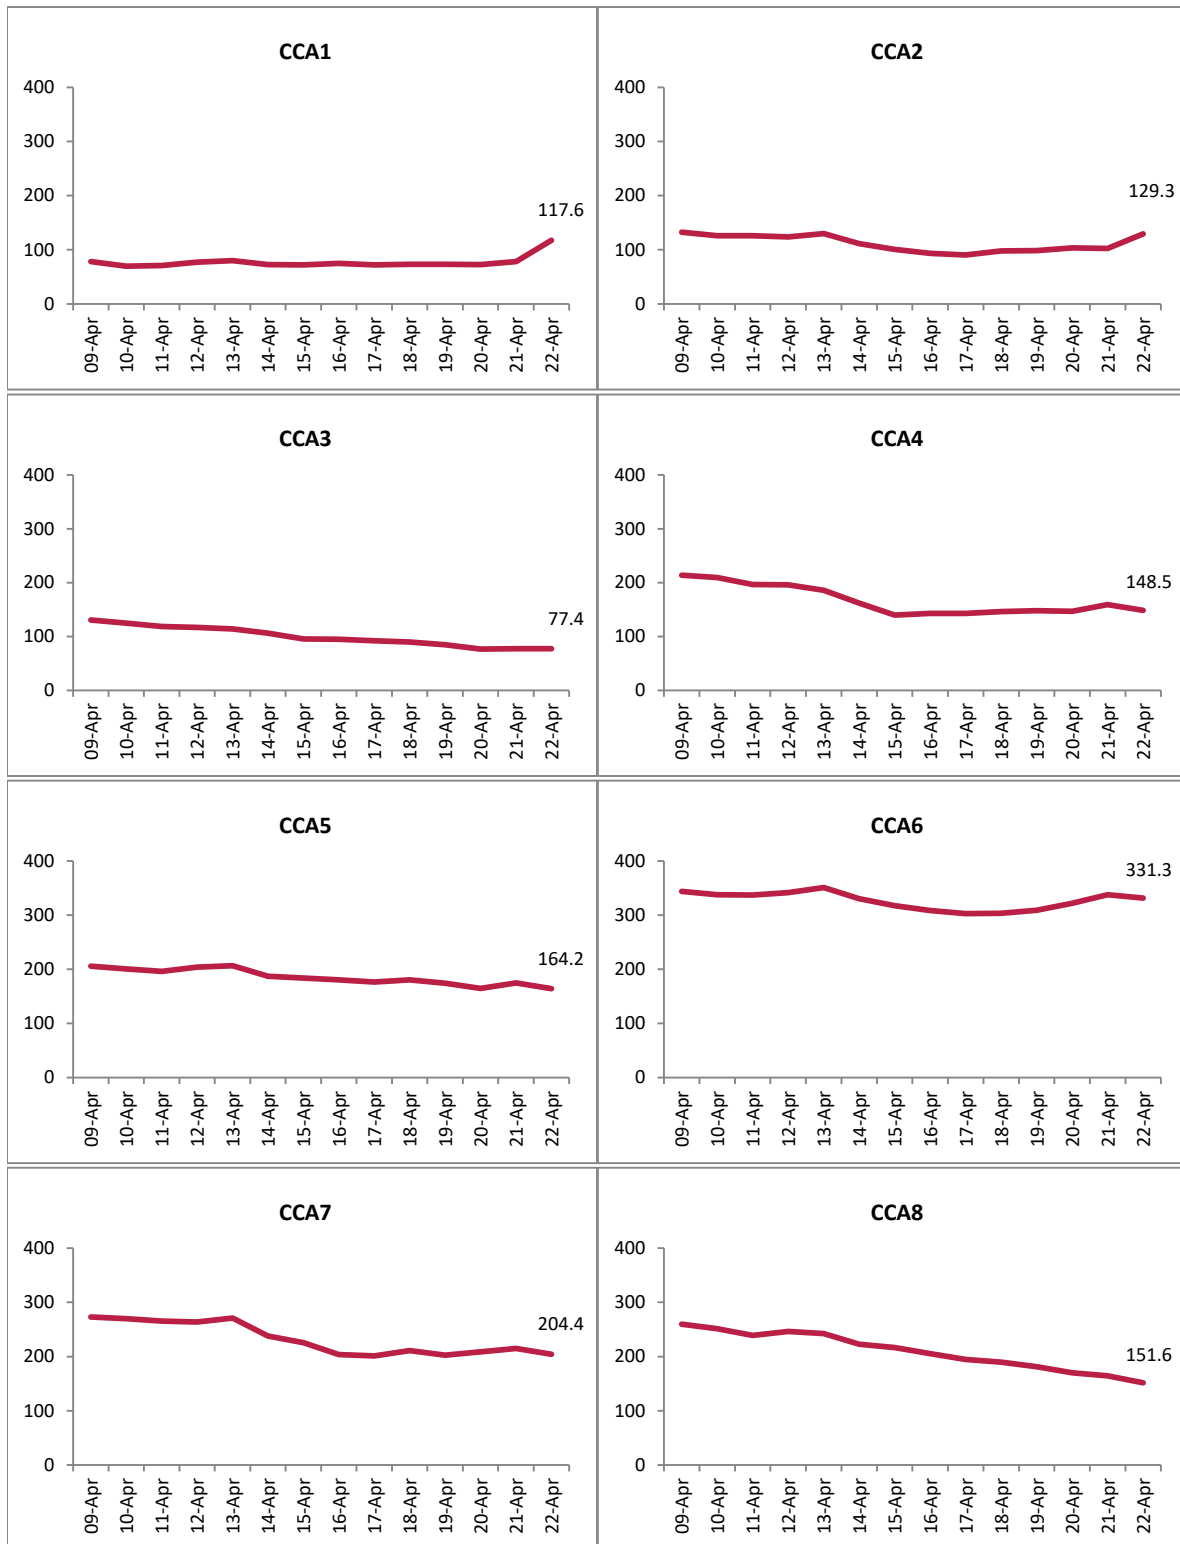 CCA1
400
300
200
100
0
117.6
09-Apr
10-Apr
11-Apr
12-Apr
13-Apr
14-Apr
15-Apr
16-Apr
17-Apr
18-Apr
19-Apr
20-Apr
21-Apr
22-Apr
CCA2
400
300
200
100
0
129.3
09-Apr
10-Apr
11-Apr
12-Apr
13-Apr
14-Apr
15-Apr
16-Apr
17-Apr
18-Apr
19-Apr
20-Apr
21-Apr
22-Apr
CCA3
400
300
200
100
0
77.4
09-Apr
10-Apr
11-Apr
12-Apr
13-Apr
14-Apr
15-Apr
16-Apr
17-Apr
18-Apr
19-Apr
20-Apr
21-Apr
22-Apr
CCA4
400
300
200
100
0
148.5
09-Apr
10-Apr
11-Apr
12-Apr
13-Apr
14-Apr
15-Apr
16-Apr
17-Apr
18-Apr
19-Apr
20-Apr
21-Apr
22-Apr
CCA5
400
300
200
100
0
164.2
09-Apr
10-Apr
11-Apr
12-Apr
13-Apr
14-Apr
15-Apr
16-Apr
17-Apr
18-Apr
19-Apr
20-Apr
21-Apr
22-Apr
CCA6
400
300
200
100
0
331.3
09-Apr
10-Apr
11-Apr
12-Apr
13-Apr
14-Apr
15-Apr
16-Apr
17-Apr
18-Apr
19-Apr
20-Apr
21-Apr
22-Apr
CCA7
400
300
200
100
0
204.4
09-Apr
10-Apr
11-Apr
12-Apr
13-Apr
14-Apr
15-Apr
16-Apr
17-Apr
18-Apr
19-Apr
20-Apr
21-Apr
22-Apr
CCA8
400
300
200
100
0
151.6
09-Apr
10-Apr
11-Apr
12-Apr
13-Apr
14-Apr
15-Apr
16-Apr
17-Apr
18-Apr
19-Apr
20-Apr
21-Apr
22-Apr